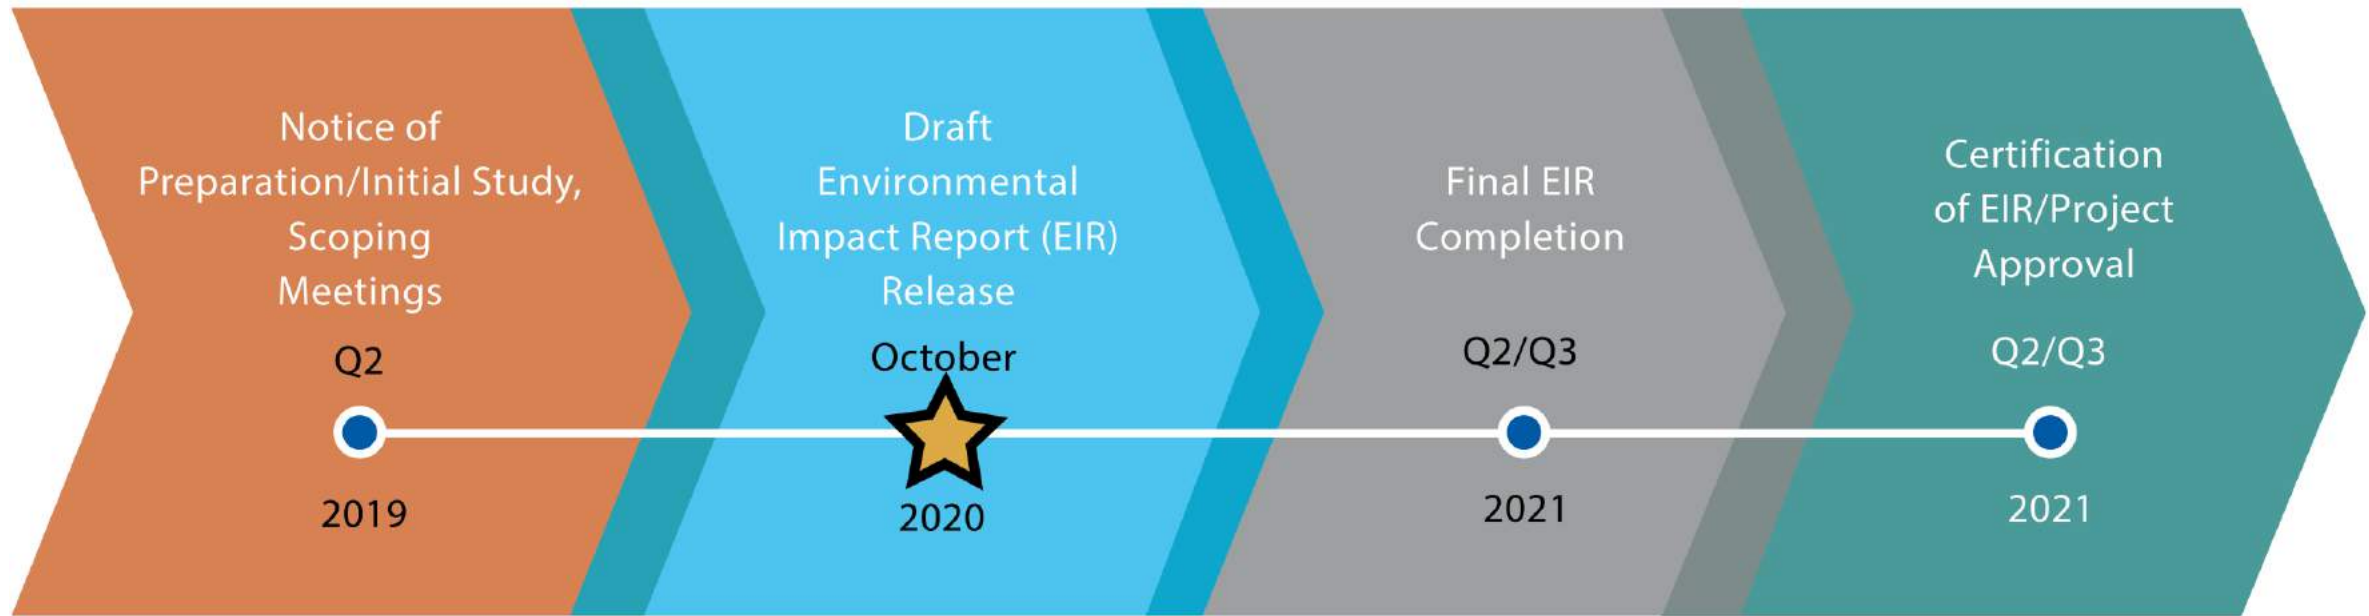 Notice of
Preparation/Initial Study,
Scoping
Meetings
Q2
2019
Draft
Environmental
Impact Report (EIR)
Release
October
2020
Final EIR
Completion
Q2/Q3
2021
Certification
of EIR/Project
Approval
Q2/Q3
2021